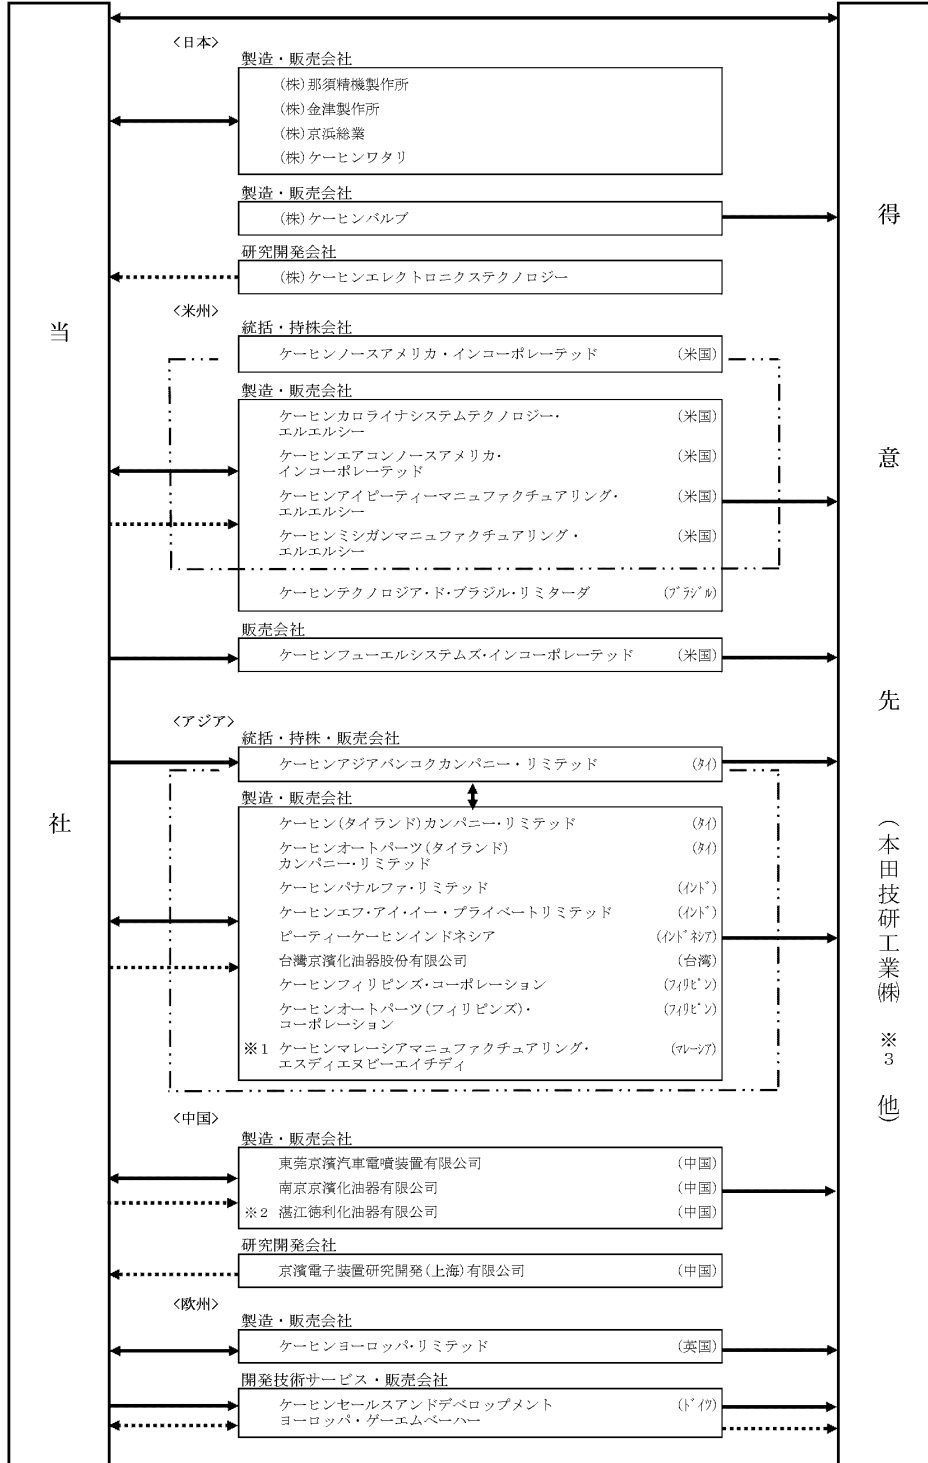 当社
得意先（本田技研工業㈱ ※3 他）
<日本>
製造・販売会社
(株)那須精機製作所
(株)金津製作所
(株)京浜総業
(株)ケーヒンワタリ
製造・販売会社
(株)ケーヒンバルブ
研究開発会社
(株)ケーヒンエレクトロニクステクノロジー
<米州>
統括・持株会社
ケーヒンノースアメリカ・インコーポレーテッド (米国)
製造・販売会社
ケーヒンカロライナシステムテクノロジー・ (米国)
エルエルシー
ケーヒンエアコンノースアメリカ・ (米国)
インコーポレーテッド
ケーヒンアイピーティーマニュファクチュアリング・ (米国)
エルエルシー
ケーヒンミシガンマニュファクチュアリング・ (米国)
エルエルシー
ケーヒンテクノロジア・ド・ブラジル・リミターダ (ブラジル)
販売会社
ケーヒンフューエルシステムズ・インコーポレーテッド (米国)
<アジア>
統括・持株・販売会社
ケーヒンアジアバンコクカンパニー・リミテッド (タイ)
製造・販売会社
ケーヒン(タイランド)カンパニー・リミテッド (タイ)
ケーヒンオートパーツ(タイランド) (タイ)
カンパニー・リミテッド
ケーヒンパナルファ・リミテッド (インド)
ケーヒンエフ・アイ・イー・プライベートリミテッド (インド)
ピーティーケーヒンインドネシア (インドネシア)
台灣京濱化油器股份有限公司 (台湾)
ケーヒンフィリピンズ・コーポレーション (フィリピン)
ケーヒンオートパーツ(フィリピンズ)・ (フィリピン)
コーポレーション
※1 ケーヒンマレーシアマニュファクチュアリング・ (マレーシア)
エスディエヌビーエイチディ
<中国>
製造・販売会社
東莞京濱汽車電噴装置有限公司 (中国)
南京京濱化油器有限公司 (中国)
※2 湛江徳利化油器有限公司 (中国)
研究開発会社
京濱電子装置研究開発(上海)有限公司 (中国)
<欧州>
製造・販売会社
ケーヒンヨーロッパ・リミテッド (英国)
開発技術サービス・販売会社
ケーヒンセールスアンドデベロップメント (ドイツ)
ヨーロッパ・ゲーエムベーハー